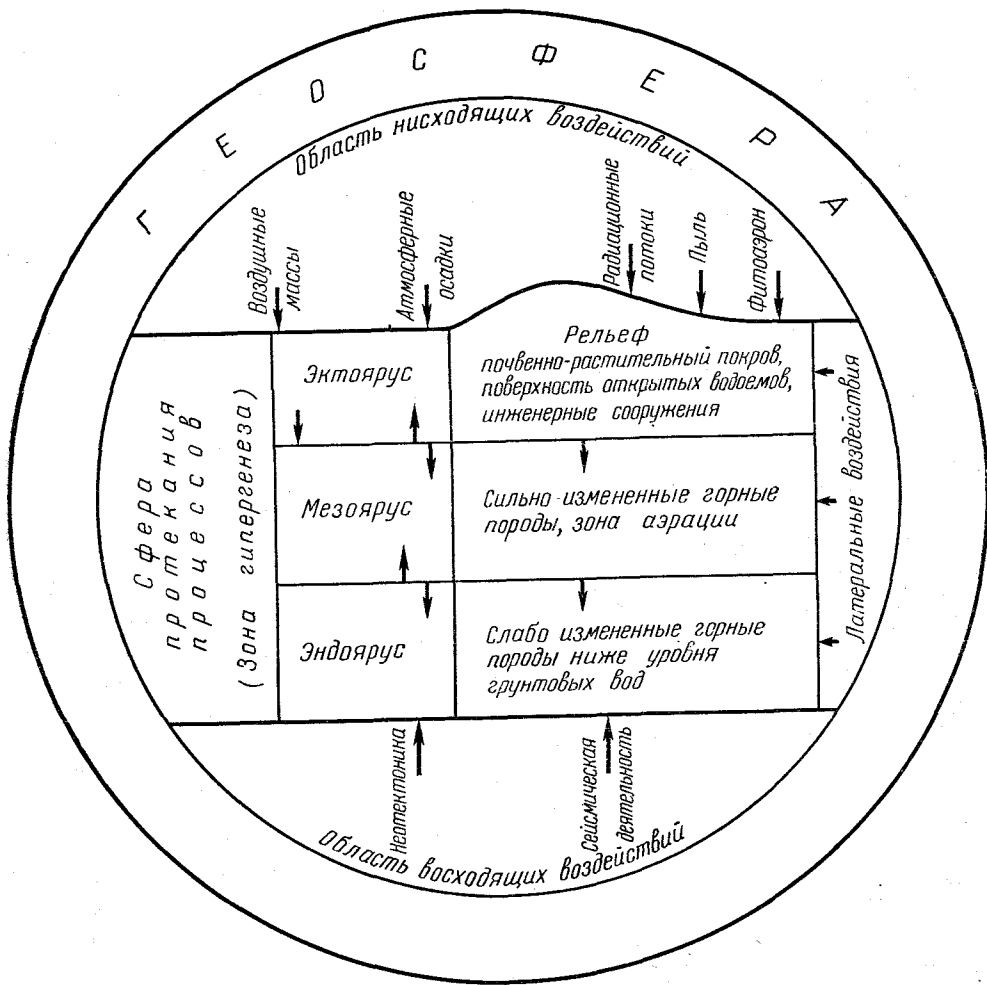 ГЕОСФЕРА
Область нисходящих воздействий
Воздушные
массы
Атмосферные
осадки
Радиационные
потоки
Пыль
Фитоаэрон
Сфера
протекания
процессов
(Зона гипергенеза)
Эктоярус
Рельеф
почвенно-растительный покров,
поверхность открытых водоемов,
инженерные сооружения
Мезоярус
Сильно измененные горные
породы, зона аэрации
Эндоярус
Слабо измененные горные
породы ниже уровня
грунтовых вод
Латеральные воздействия
Неотектоника
Сейсмическая
деятельность
Область восходящих воздействий